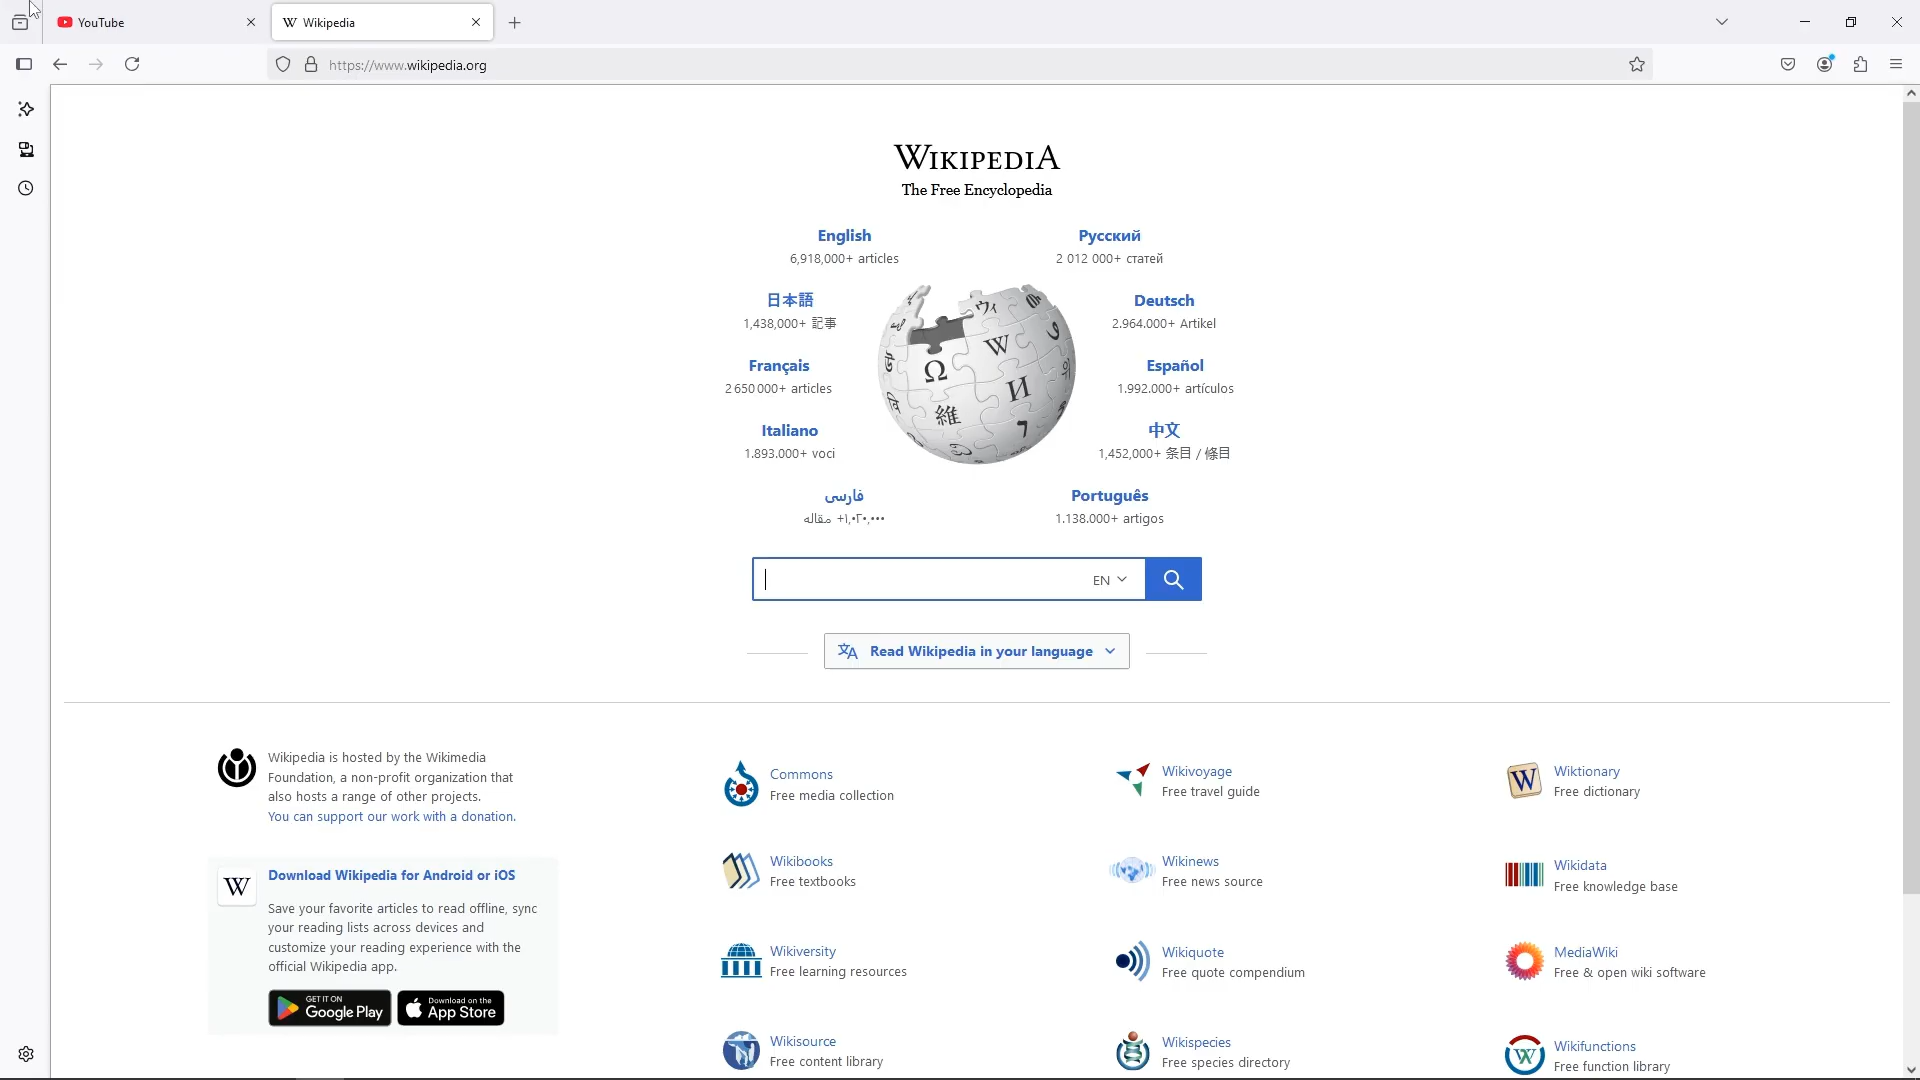 YouTube
Wikipedia
https://www.wikipedia.org
WIKIPEDIA
The Free Encyclopedia
English
6,918,000+ articles
Русский
2 012 000+ статей
日本語
1,438,000+ 記事
Deutsch
2.964.000+ Artikel
Français
2 650 000+ articles
Español
1.992.000+ artículos
Italiano
1.893.000+ voci
中文
1,452,000+ 条目 / 條目
فارسی
۱٬۰۳۰٬۰۰۰+ مقاله
Português
1.138.000+ artigos
Ω
W
И
維
ウィ
EN
Read Wikipedia in your language
Wikipedia is hosted by the Wikimedia
Foundation, a non-profit organization that
also hosts a range of other projects.
You can support our work with a donation.
W
Download Wikipedia for Android or iOS
Save your favorite articles to read offline, sync
your reading lists across devices and
customize your reading experience with the
official Wikipedia app.
GET IT ON
Google Play
Download on the
App Store
Commons
Free media collection
Wikivoyage
Free travel guide
W
Wiktionary
Free dictionary
Wikibooks
Free textbooks
Wikinews
Free news source
Wikidata
Free knowledge base
Wikiversity
Free learning resources
Wikiquote
Free quote compendium
MediaWiki
Free & open wiki software
Wikisource
Free content library
Wikispecies
Free species directory
Wikifunctions
Free function library